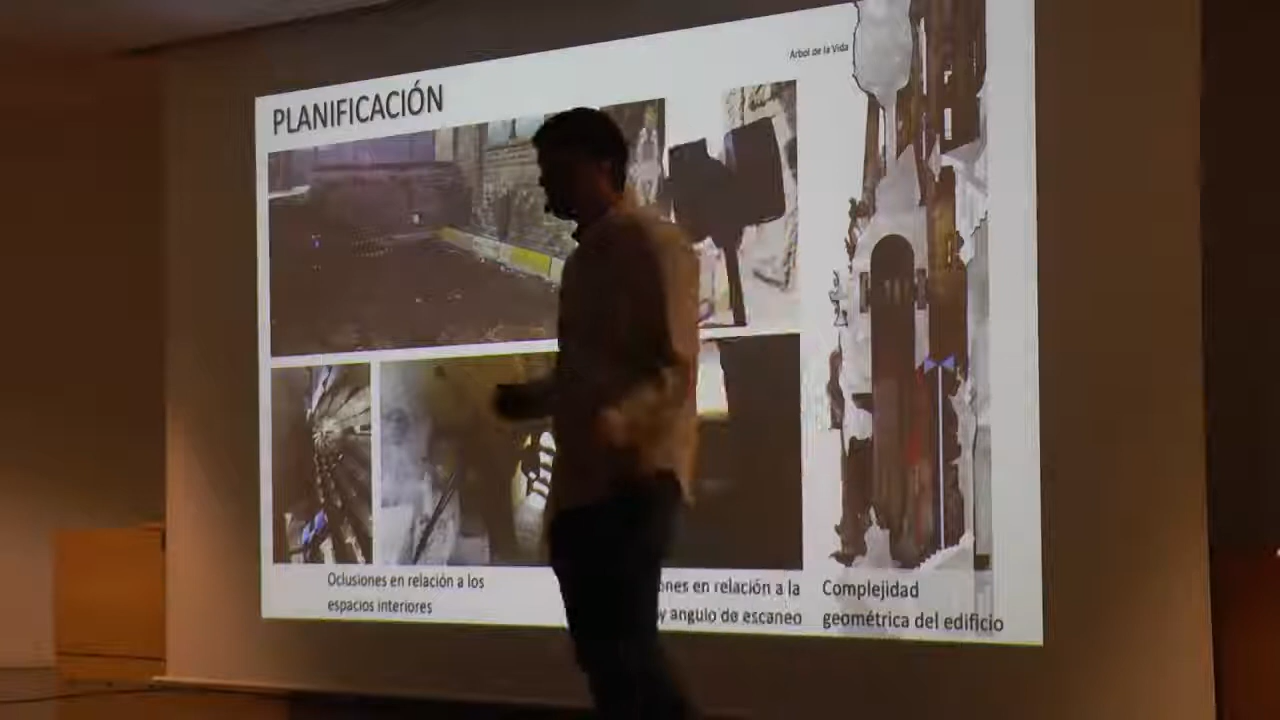 PLANIFICACIÓN
Arbol de la Vida
Oclusiones en relación a los
espacios interiores
en relación a la
y angulo de escaneo
Complejidad
geométrica del edificio